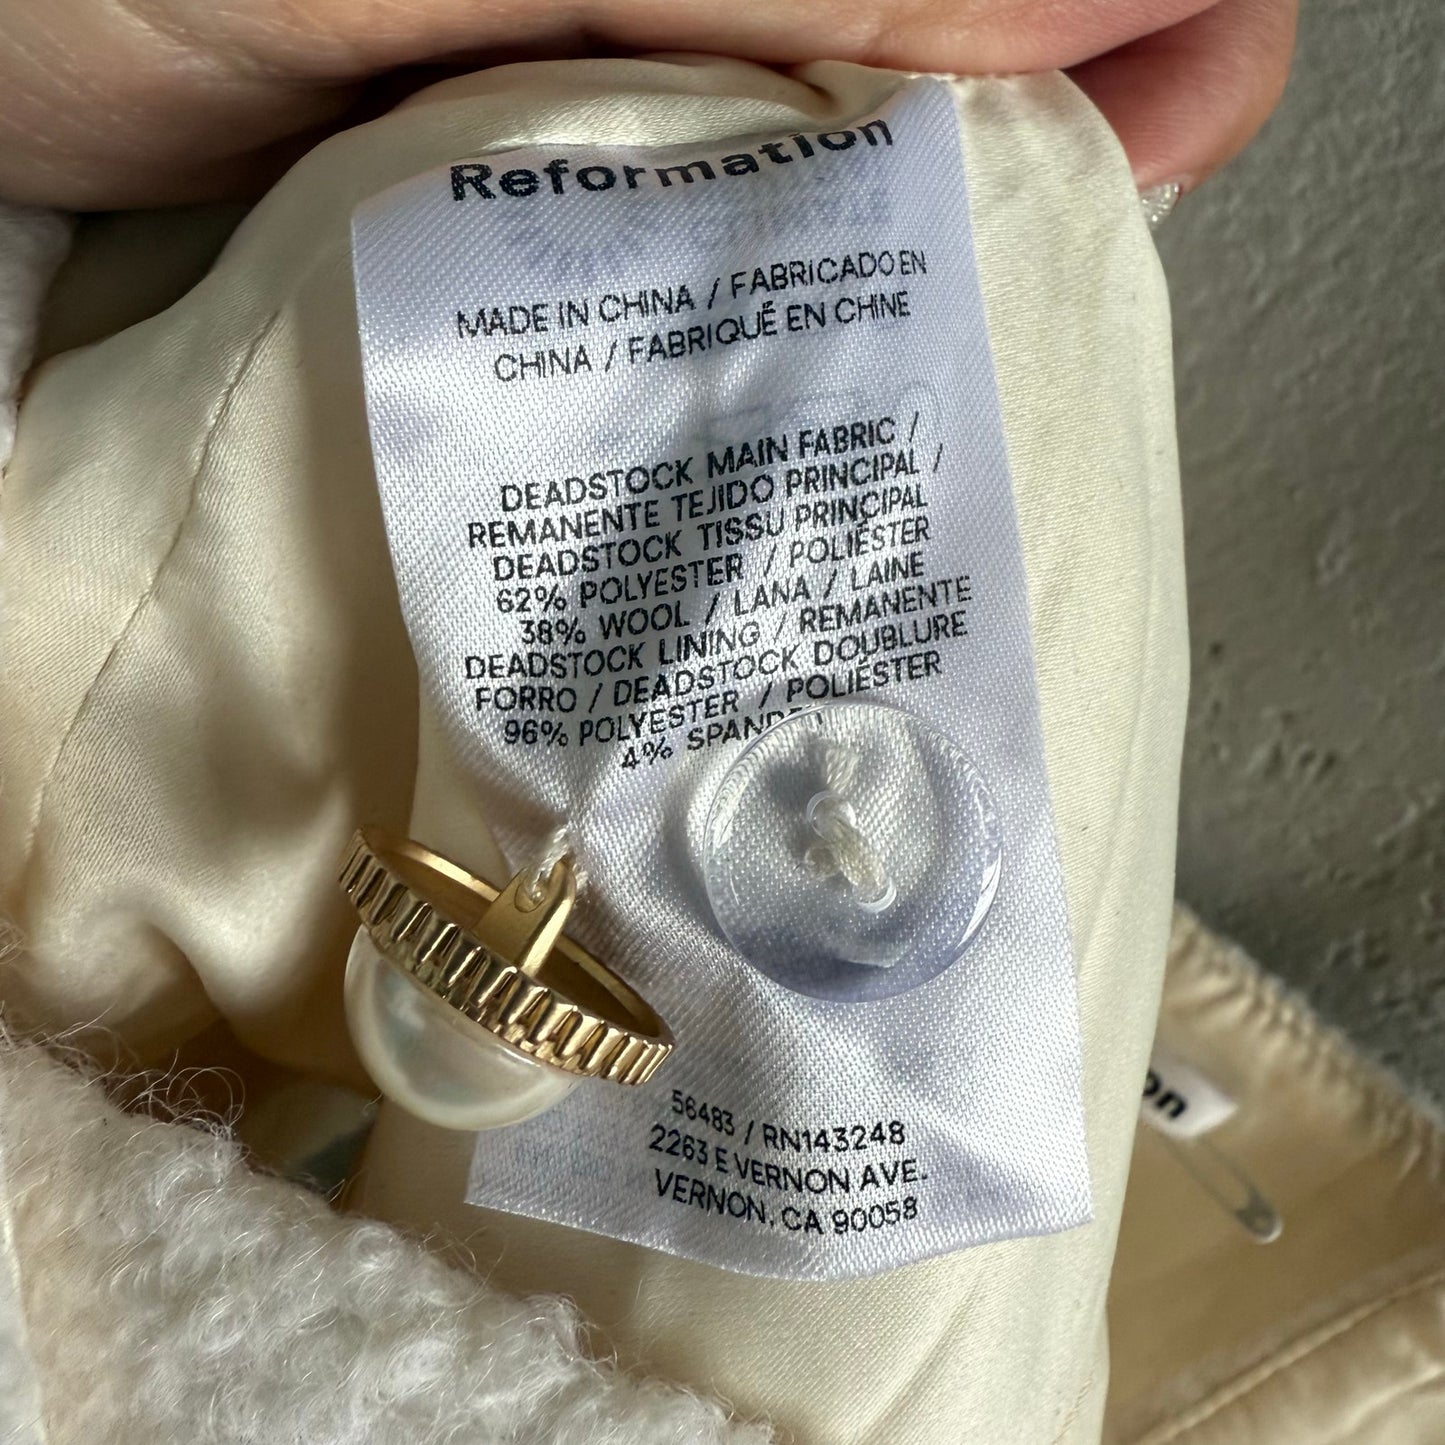 Reformation
MADE IN CHINA / FABRICADO EN
CHINA / FABRIQUÉ EN CHINE
DEADSTOCK MAIN FABRIC /
REMANENTE TEJIDO PRINCIPAL /
DEADSTOCK TISSU PRINCIPAL
62% POLYESTER / POLIÉSTER
38% WOOL / LANA / LAINE
DEADSTOCK LINING / REMANENTE
FORRO / DEADSTOCK DOUBLURE
96% POLYESTER / POLIÉSTER
4%
56483 / RN143248
2263 E VERNON AVE.
VERNON, CA 90058